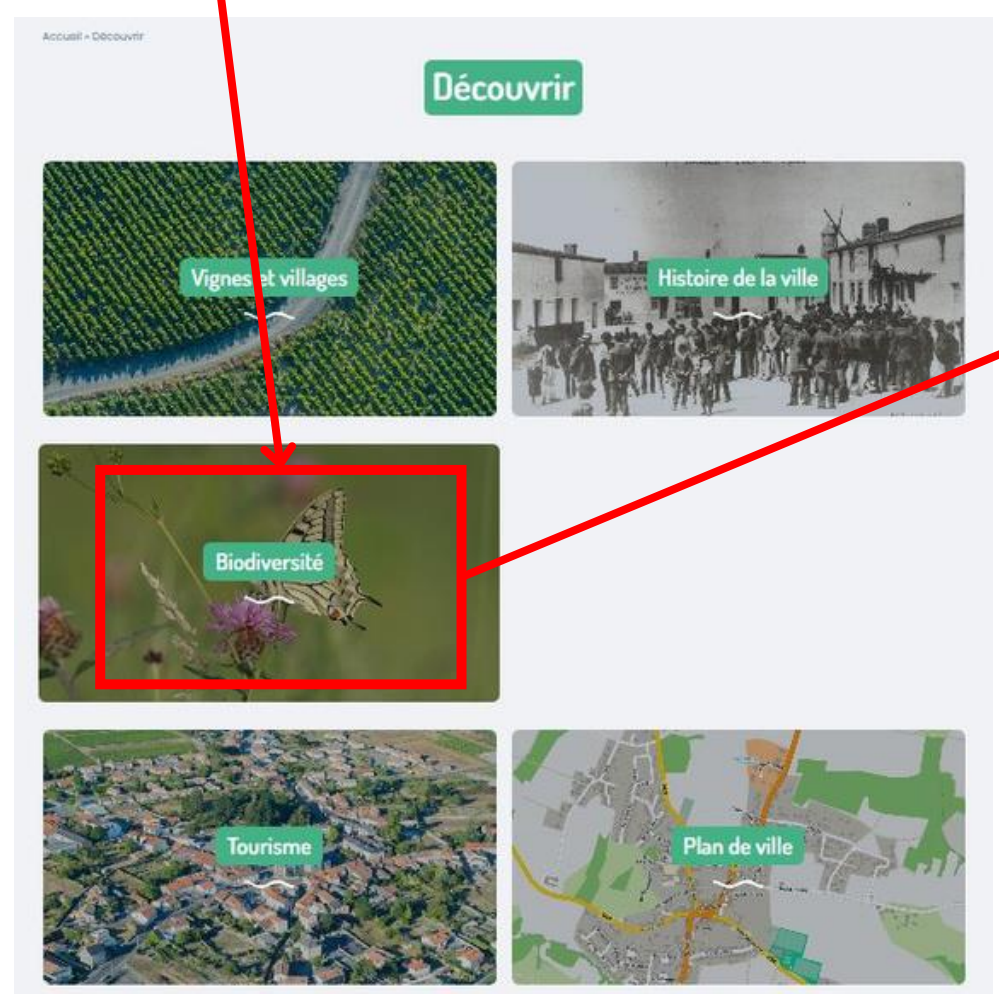 Accueil » Découvrir
Découvrir
Vignes et villages
Histoire de la ville
Biodiversité
Tourisme
Plan de ville